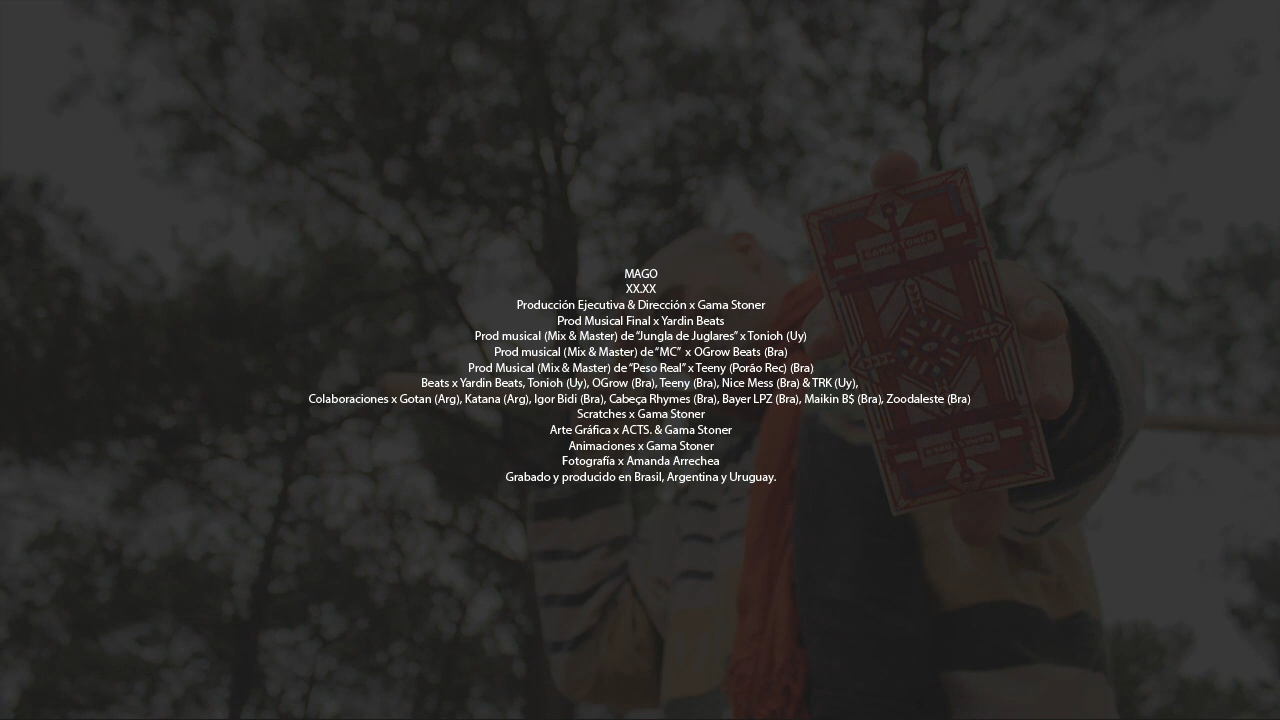 MAGO
XX.XX
Producción Ejecutiva & Dirección x Gama Stoner
Prod Musical Final x Yardin Beats
Prod musical (Mix & Master) de “Jungla de Juglares” x Tonioh (Uy)
Prod musical (Mix & Master) de “MC” x OGrow Beats (Bra)
Prod Musical (Mix & Master) de “Peso Real” x Teeny (Porão Rec) (Bra)
Beats x Yardin Beats, Tonioh (Uy), OGrow (Bra), Teeny (Bra), Nice Mess (Bra) & TRK (Uy),
Colaboraciones x Gotan (Arg), Katana (Arg), Igor Bidi (Bra), Cabeça Rhymes (Bra), Bayer LPZ (Bra), Maikin B$ (Bra), Zoodaleste (Bra)
Scratches x Gama Stoner
Arte Gráfica x ACTS. & Gama Stoner
Animaciones x Gama Stoner
Fotografía x Amanda Arrechea
Grabado y producido en Brasil, Argentina y Uruguay.